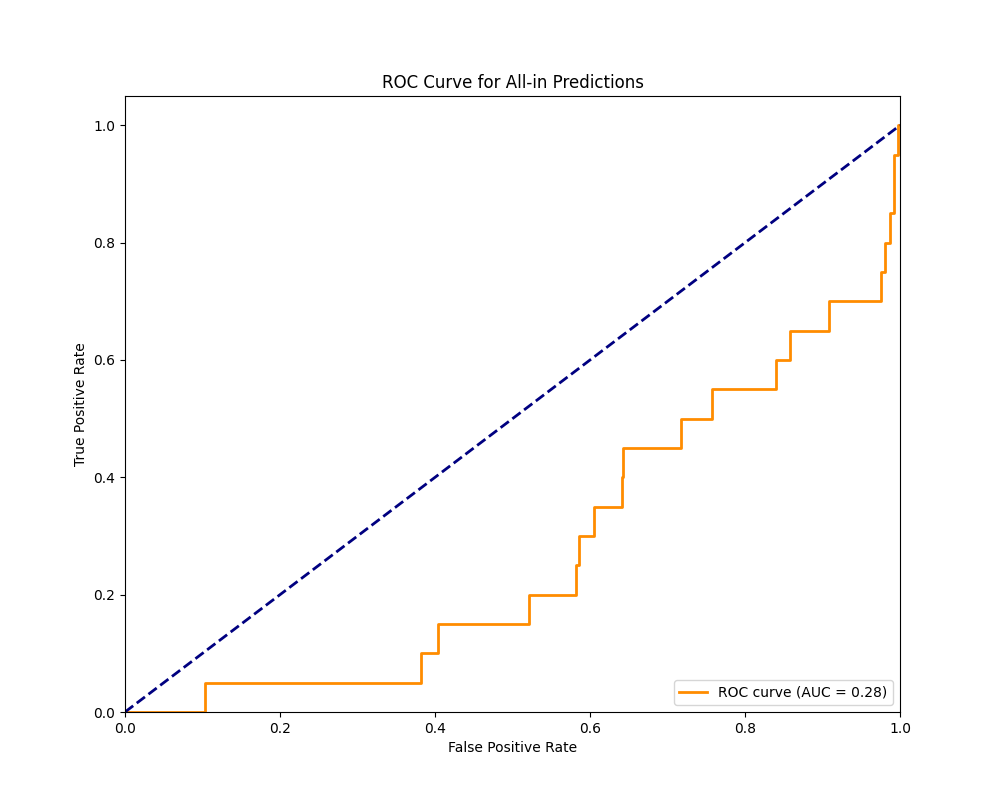 ROC Curve for All-in Predictions
True Positive Rate
1.0
0.8
0.6
0.4
0.2
0.0
0.0 0.2 0.4 0.6 0.8 1.0
False Positive Rate
ROC curve (AUC = 0.28)